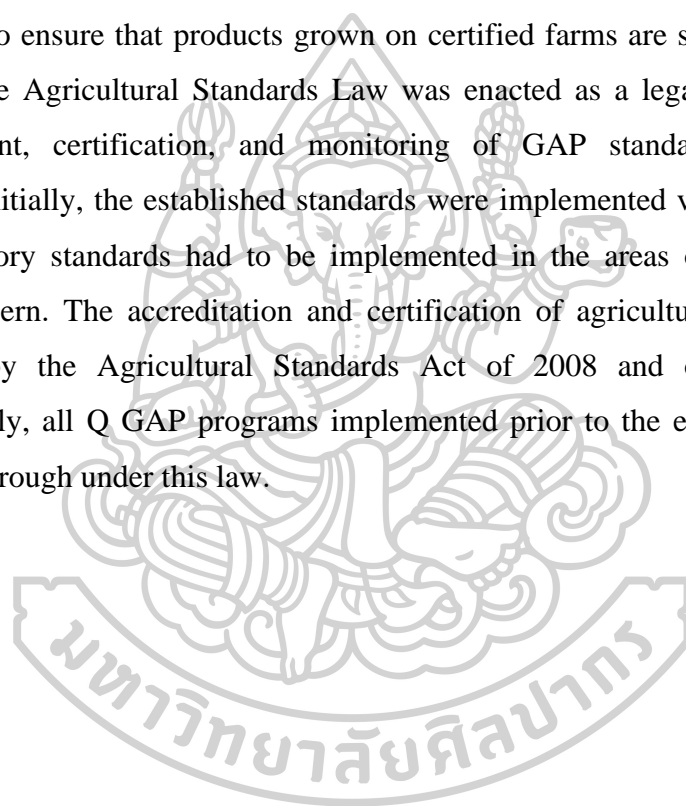 o ensure that products grown on certified farms are s
e Agricultural Standards Law was enacted as a lega
nt, certification, and monitoring of GAP standa
itially, the established standards were implemented v
ory standards had to be implemented in the areas
ern. The accreditation and certification of agricultu
y the Agricultural Standards Act of 2008 and
ly, all Q GAP programs implemented prior to the e
rough under this law.
มหาวิทยาลัยศิลปากร